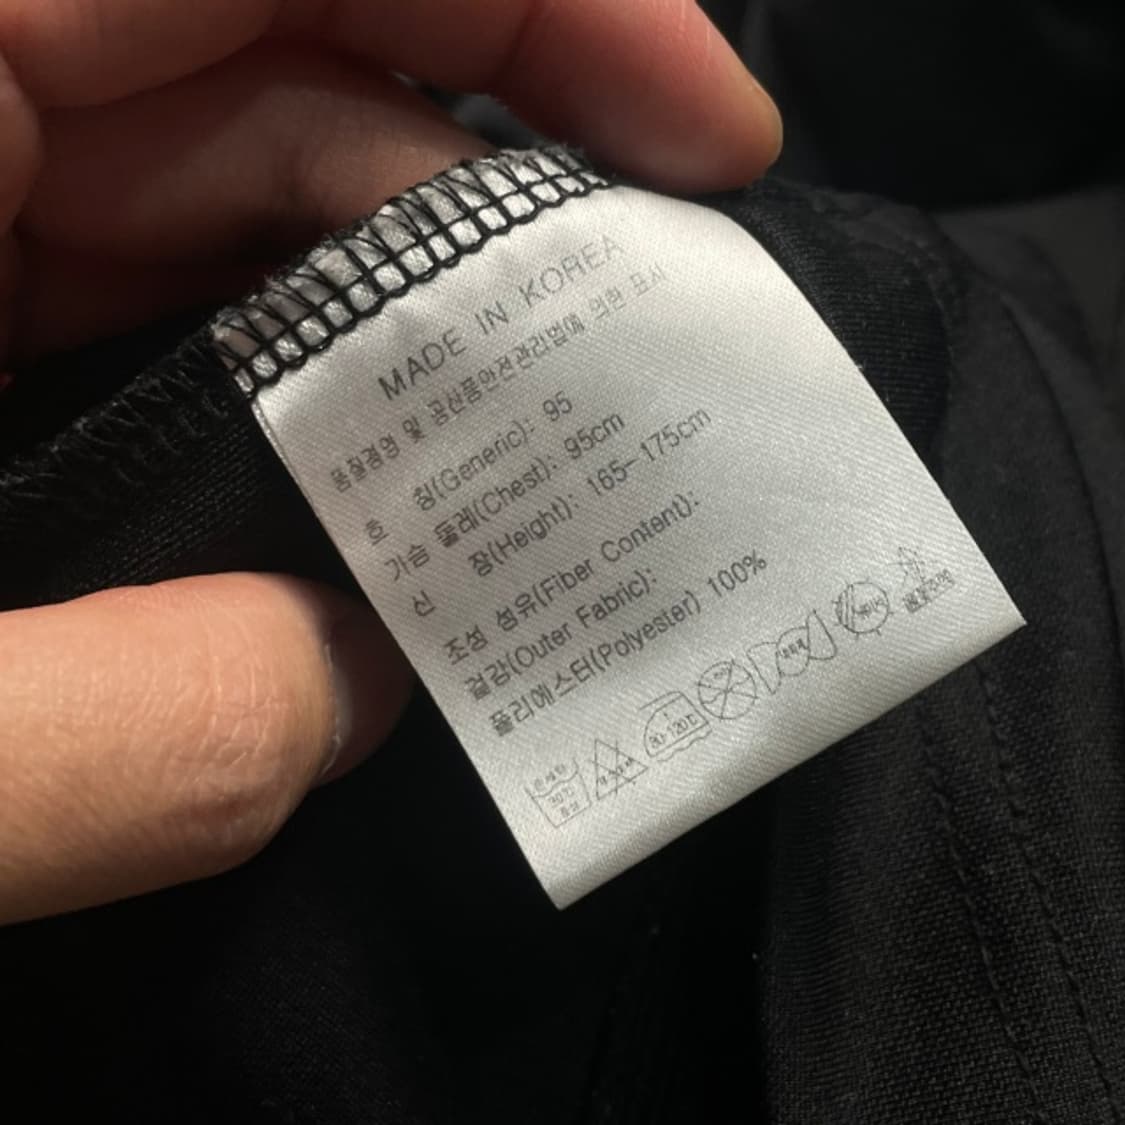 MADE IN KOREA
품질경영 및 공산품안전관리법에 의한 표시
호 칭(Generic): 95
가슴 둘레(Chest): 95cm
신 장(Height): 165-175cm
조성 섬유(Fiber Content):
겉감(Outer Fabric):
폴리에스터(Polyester) 100%
80-120℃